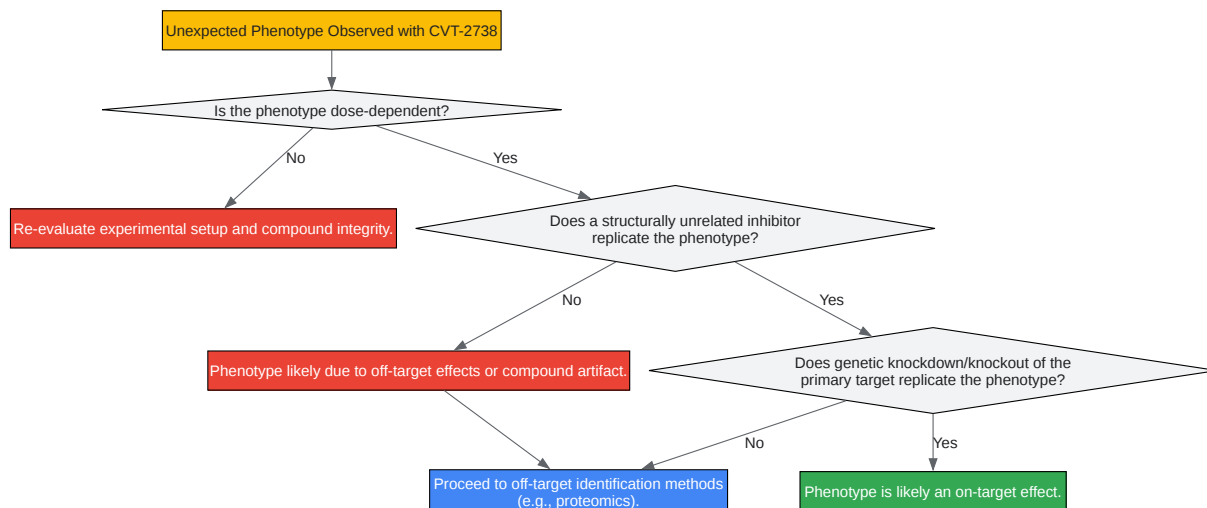 Unexpected Phenotype Observed with CVT-2738
Is the phenotype dose-dependent?
No
Yes
Re-evaluate experimental setup and compound integrity.
Does a structurally unrelated inhibitor
replicate the phenotype?
No
Yes
Phenotype likely due to off-target effects or compound artifact.
Does genetic knockdown/knockout of the
primary target replicate the phenotype?
No
Yes
Proceed to off-target identification methods
(e.g., proteomics).
Phenotype is likely an on-target effect.